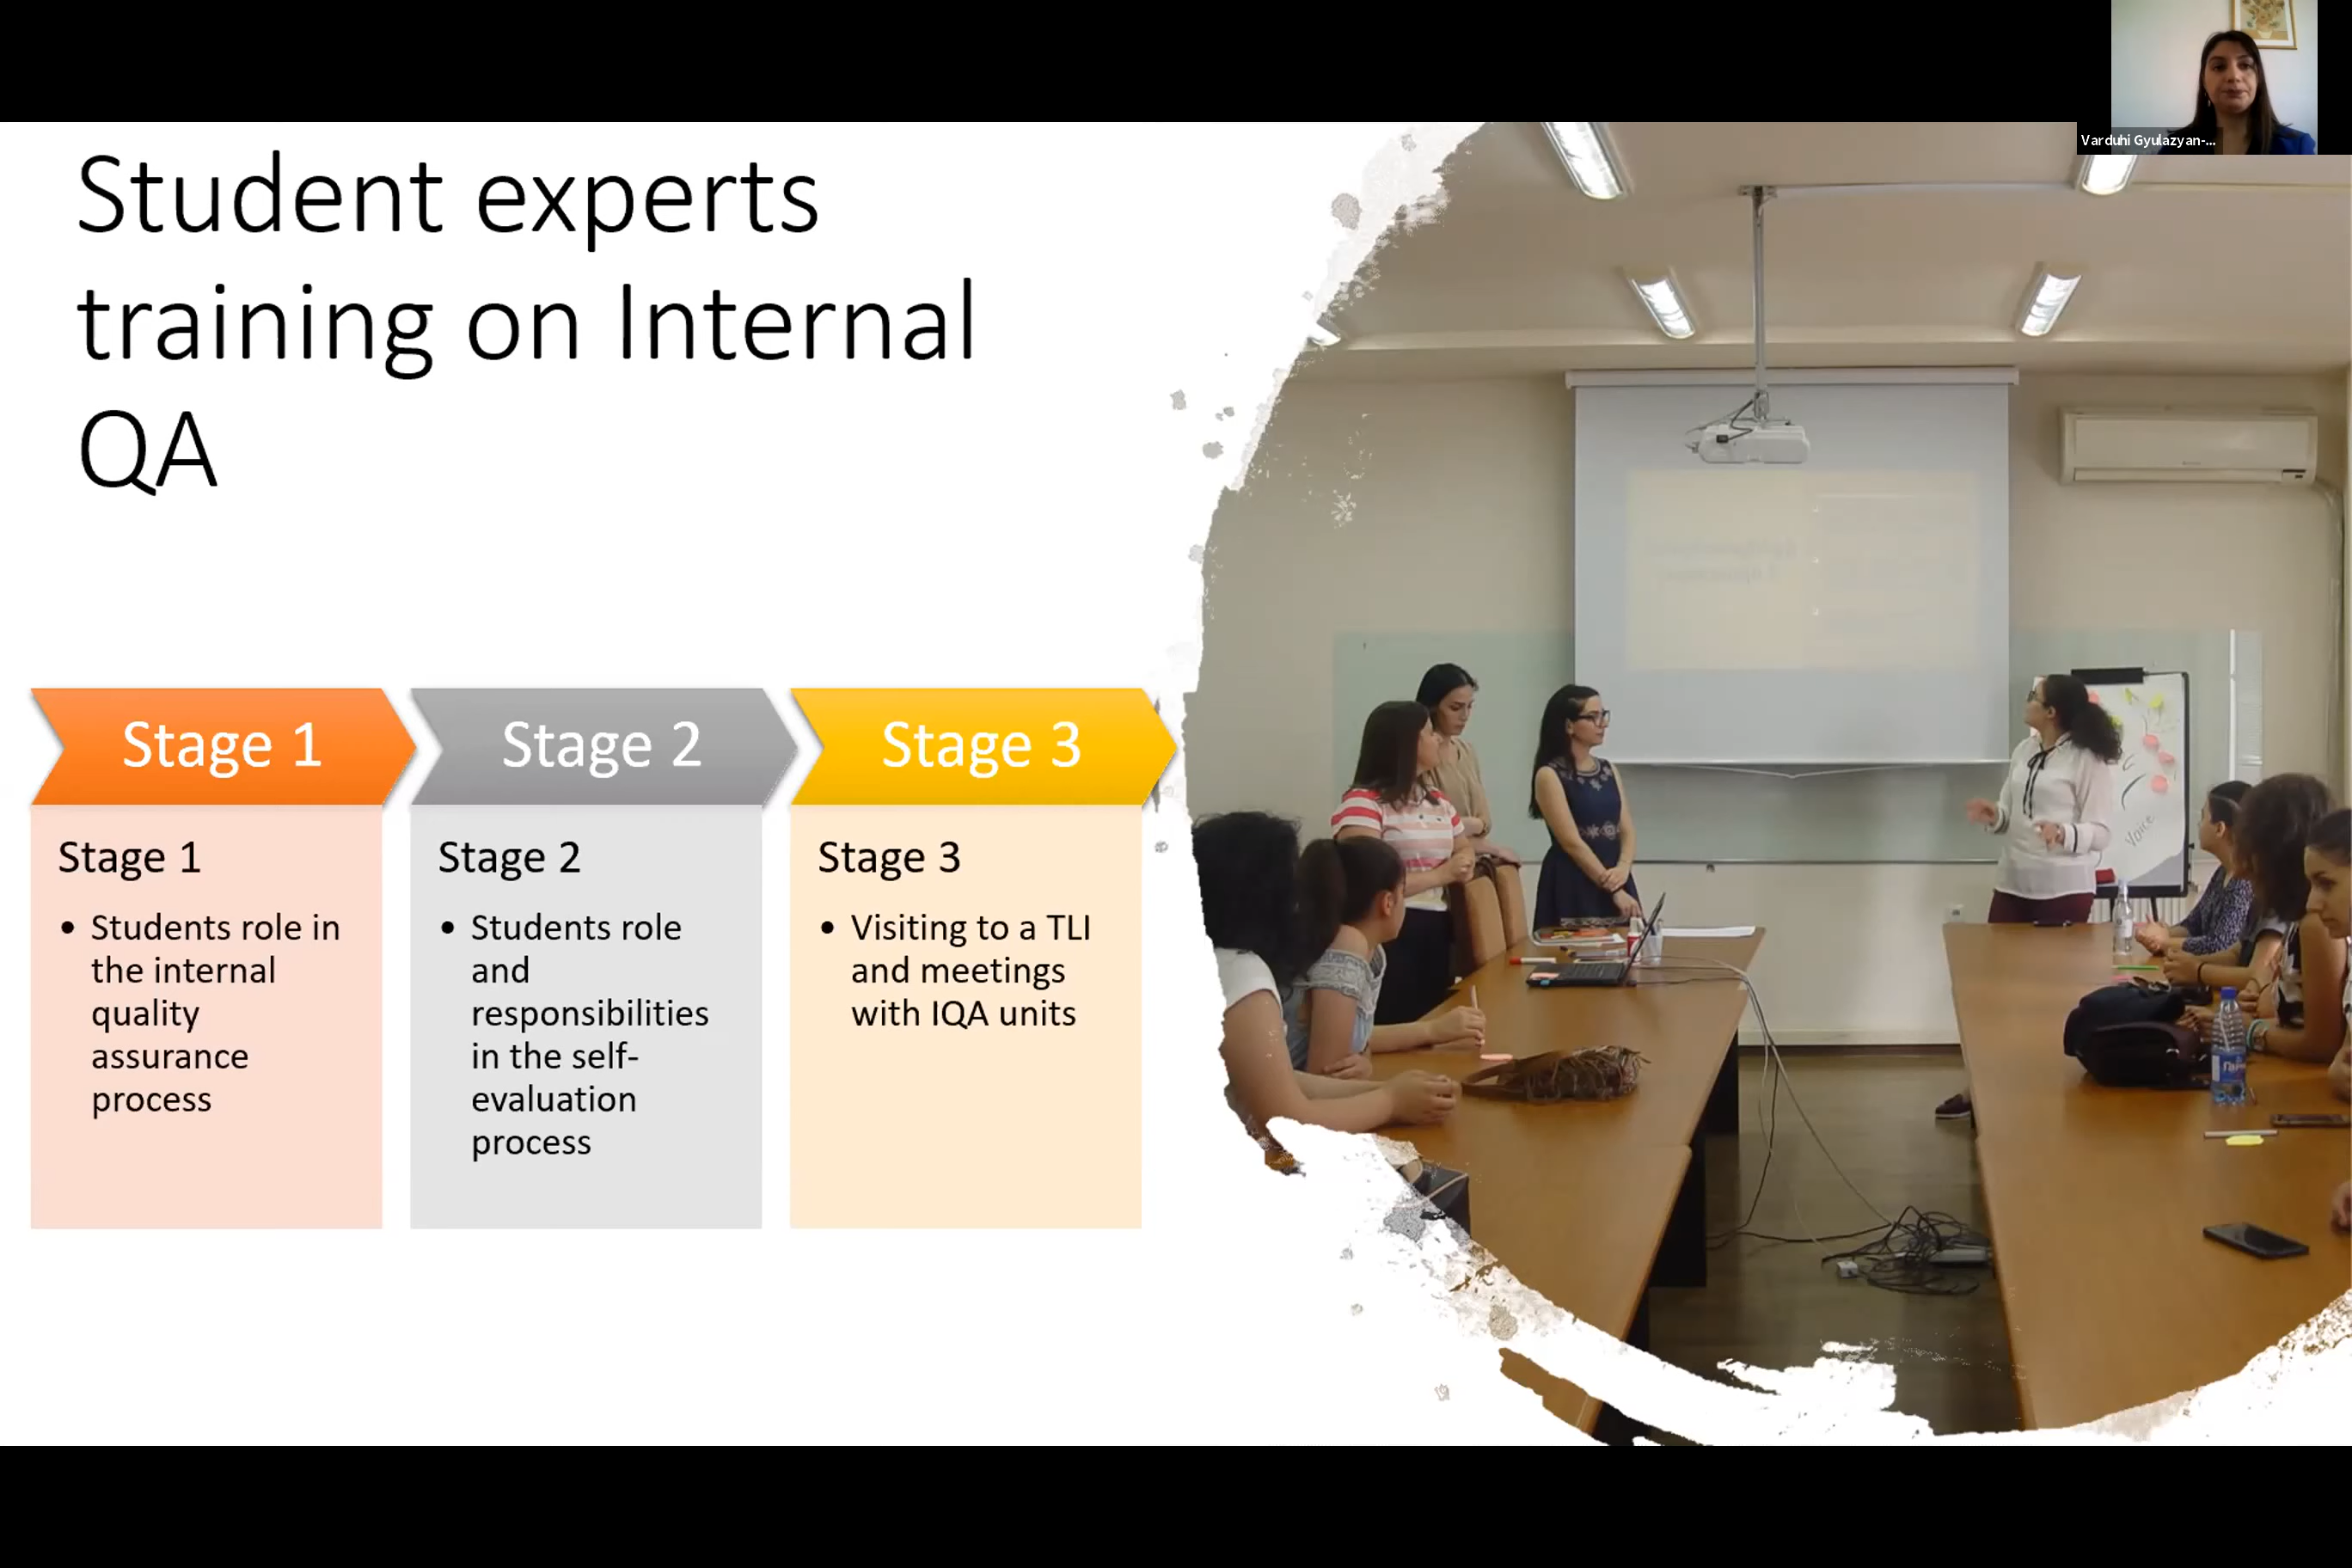 Varduhi Gyulazyan-...
Student experts
training on Internal
QA
Stage 1
Stage 2
Stage 3
Stage 1
• Students role in
the internal
quality
assurance
process
Stage 2
• Students role
and
responsibilities
in the self-
evaluation
process
Stage 3
• Visiting to a TLI
and meetings
with IQA units
Voice